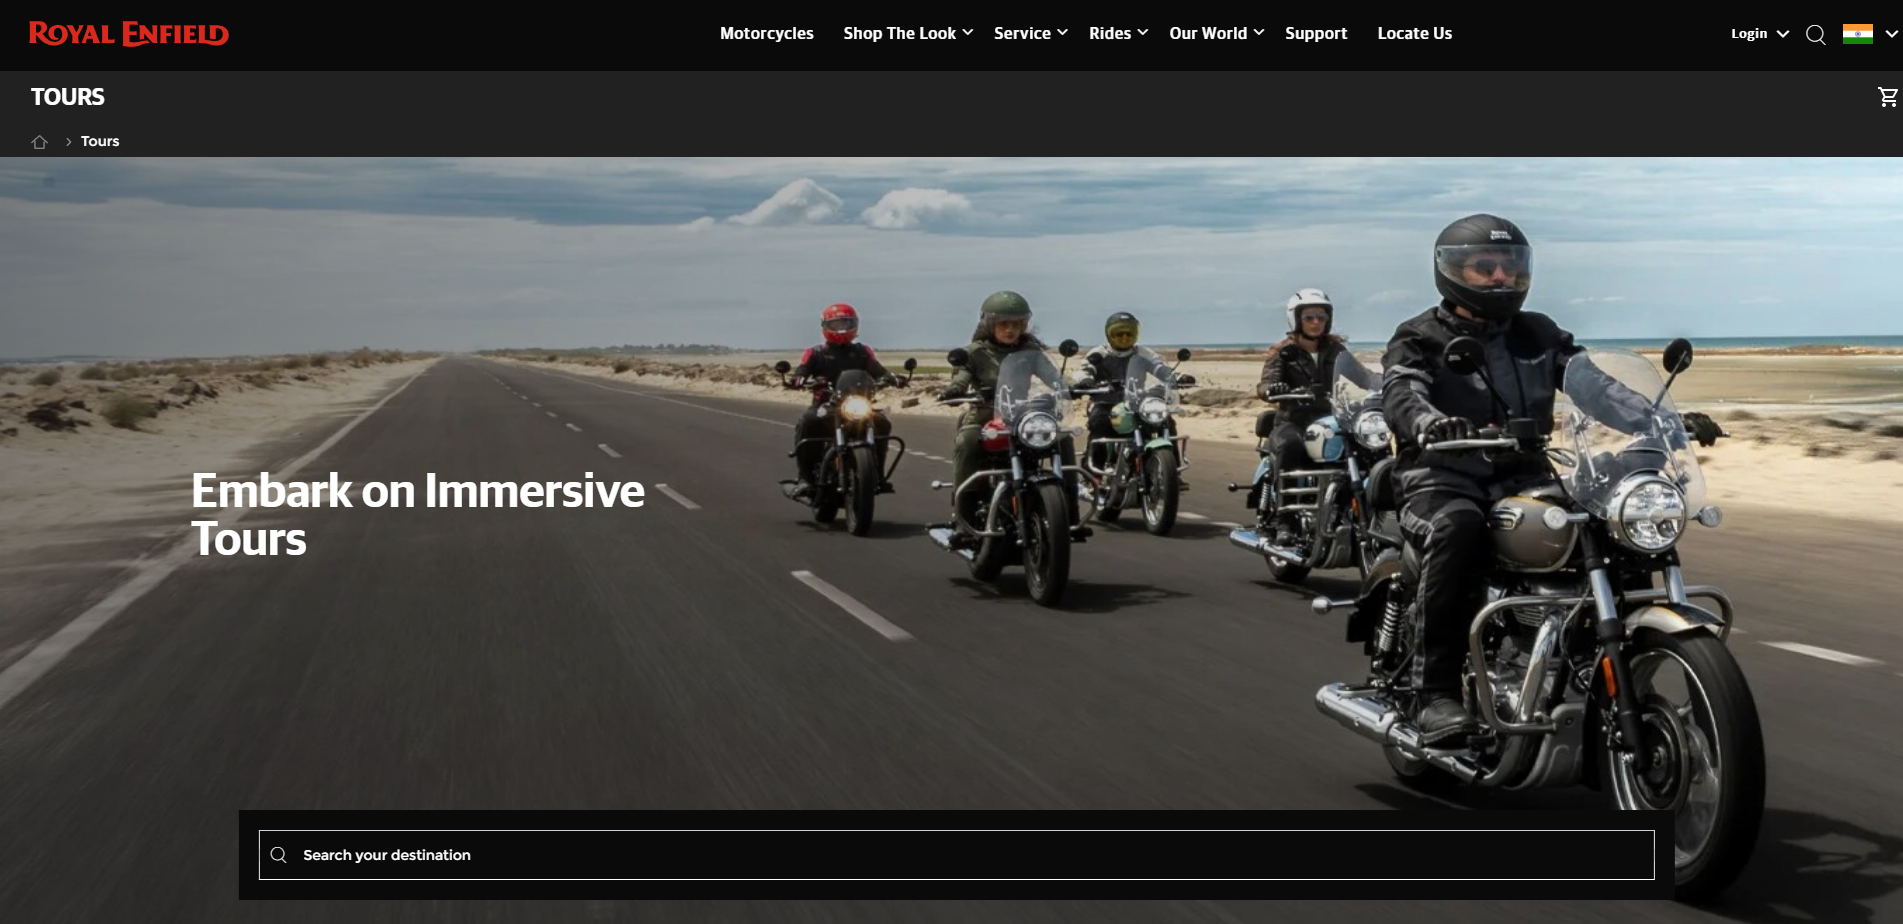 ROYAL ENFIELD
Motorcycles Shop The Look Service Rides Our World Support Locate Us
Login
TOURS
Tours
Embark on Immersive
Tours
Search your destination